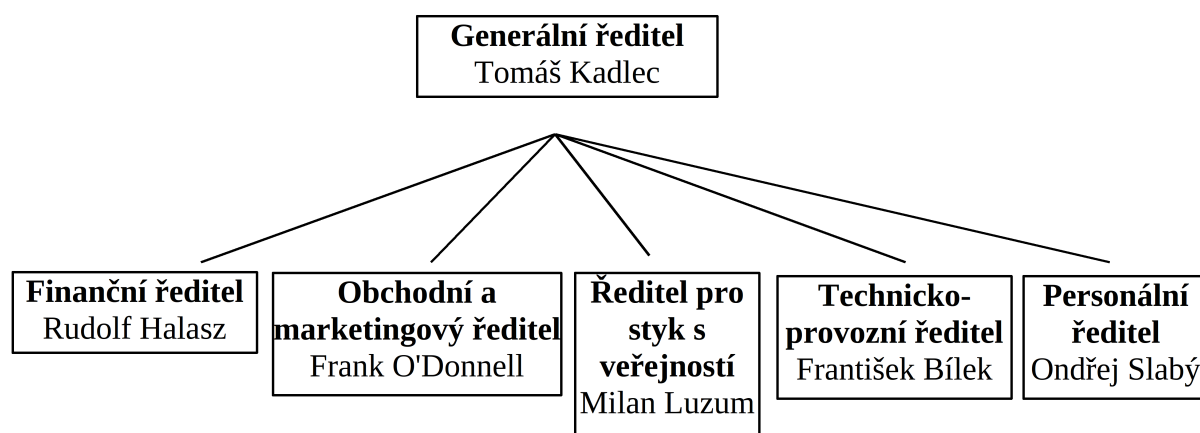 Generální ředitel
Tomáš Kadlec
Finanční ředitel
Rudolf Halasz
Obchodní a
marketingový ředitel
Frank O'Donnell
Ředitel pro
styk s
veřejností
Milan Luzum
Technicko-
provozní ředitel
František Bílek
Personální
ředitel
Ondřej Slabý